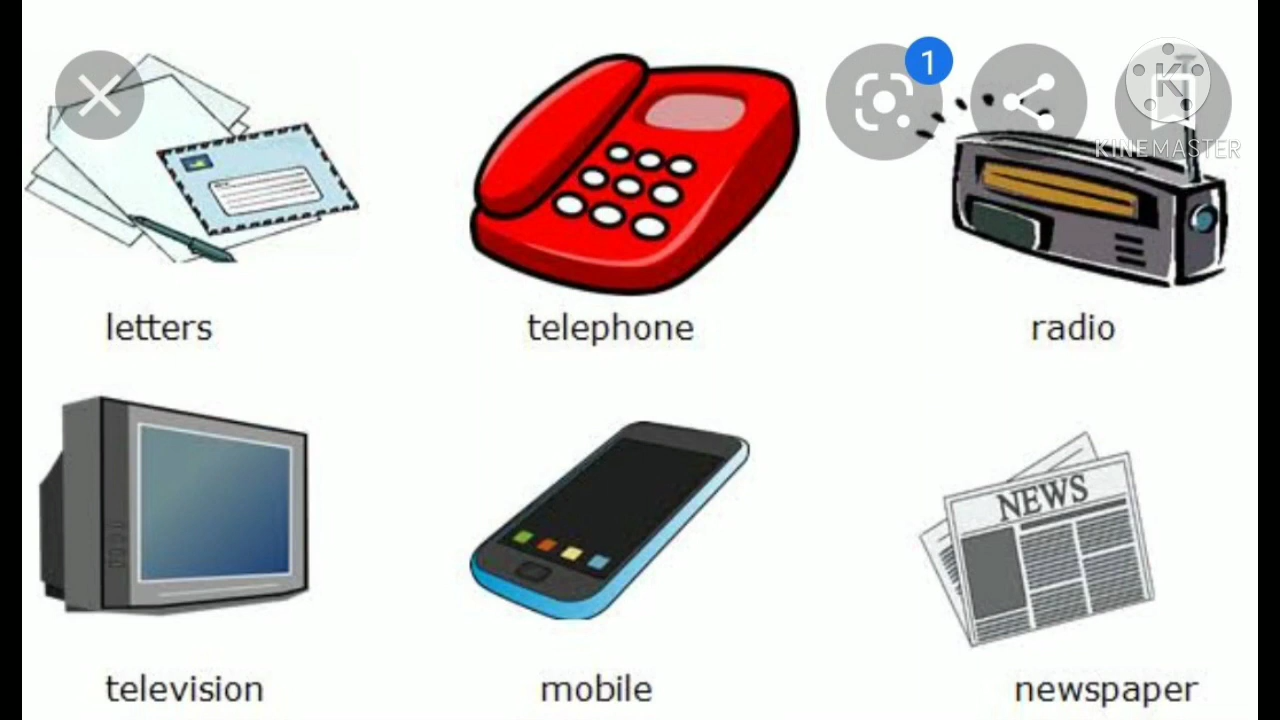 1
K
KINEMASTER
letters
telephone
radio
NEWS
television
mobile
newspaper